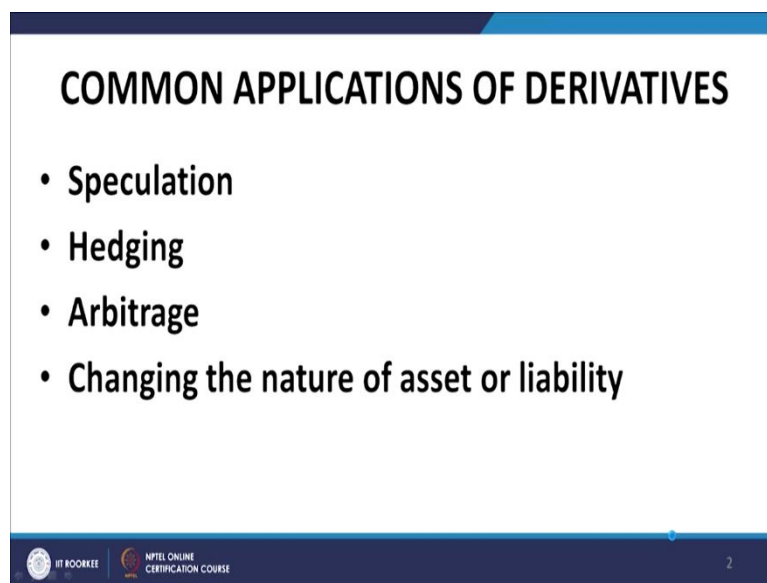 COMMON APPLICATIONS OF DERIVATIVES
• Speculation
• Hedging
• Arbitrage
• Changing the nature of asset or liability
IIT ROORKEE
NPTEL ONLINE
CERTIFICATION COURSE
2